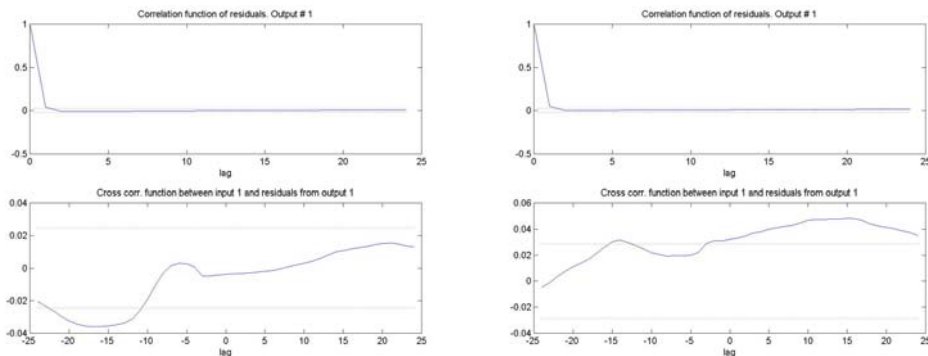 Correlation function of residuals. Output # 1
1
0.5
0
-0.5
0 5 10 15 20 25
lag
Cross corr. function between input 1 and residuals from output 1
0.04
0.02
0
-0.02
-0.04
-25 -20 -15 -10 -5 0 5 10 15 20 25
lag
Correlation function of residuals. Output # 1
1
0.5
0
-0.5
0 5 10 15 20 25
lag
Cross corr. function between input 1 and residuals from output 1
0.06
0.04
0.02
0
-0.02
-0.04
-25 -20 -15 -10 -5 0 5 10 15 20 25
lag